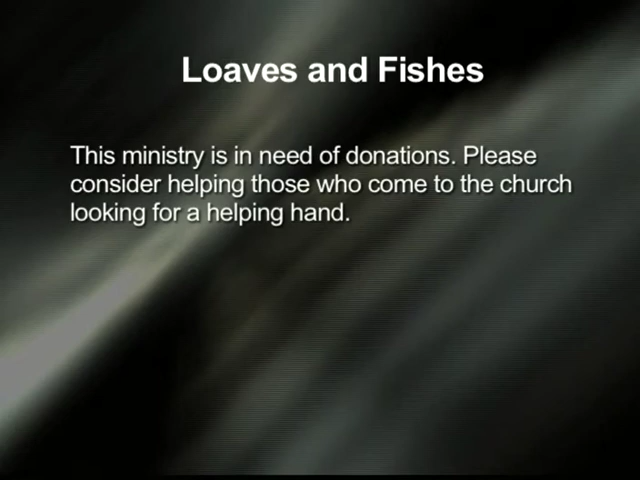 Loaves and Fishes
This ministry is in need of donations. Please
consider helping those who come to the church
looking for a helping hand.